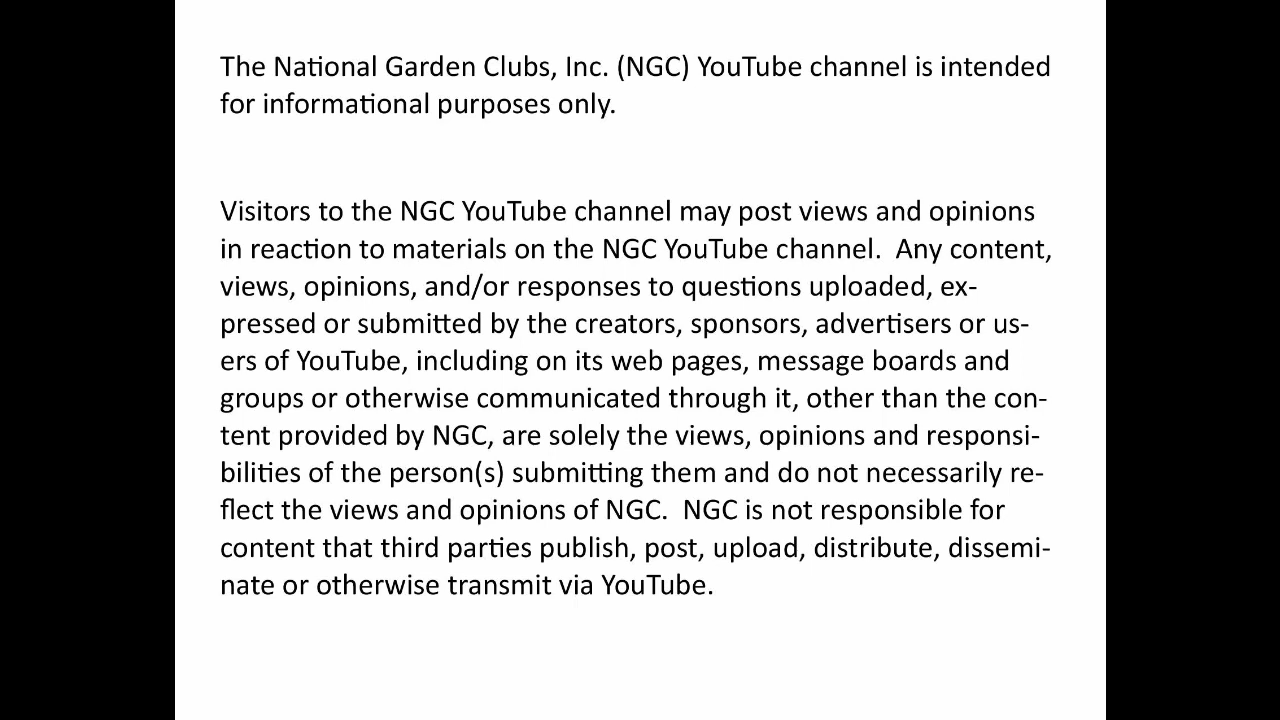 The National Garden Clubs, Inc. (NGC) YouTube channel is intended
for informational purposes only.
Visitors to the NGC YouTube channel may post views and opinions
in reaction to materials on the NGC YouTube channel.  Any content,
views, opinions, and/or responses to questions uploaded, ex-
pressed or submitted by the creators, sponsors, advertisers or us-
ers of YouTube, including on its web pages, message boards and
groups or otherwise communicated through it, other than the con-
tent provided by NGC, are solely the views, opinions and responsi-
bilities of the person(s) submitting them and do not necessarily re-
flect the views and opinions of NGC.  NGC is not responsible for
content that third parties publish, post, upload, distribute, dissemi-
nate or otherwise transmit via YouTube.